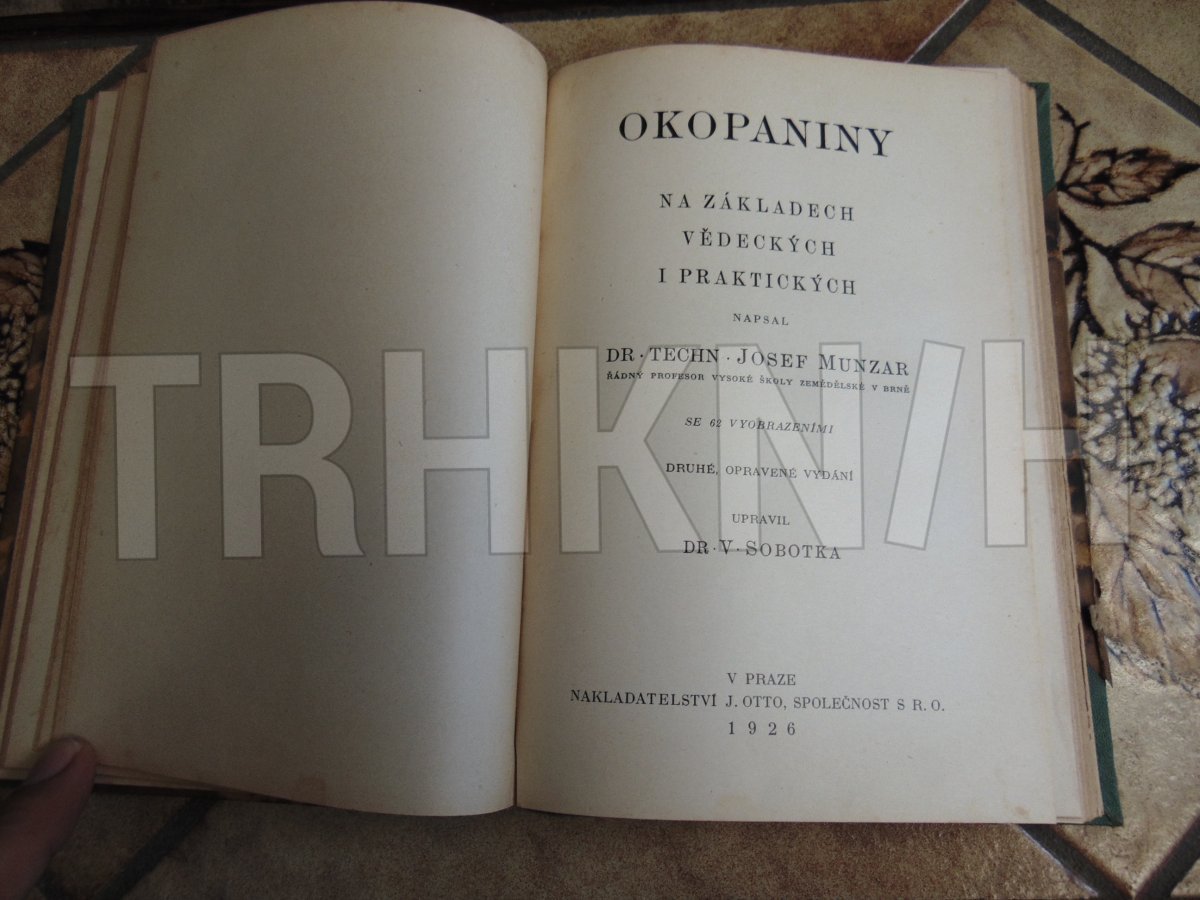 OKOPANINY
NA ZÁKLADECH
VĚDECKÝCH
I PRAKTICKÝCH
NAPSAL
DR · TECHN · JOSEF MUNZAR
ŘÁDNÝ PROFESOR VYSOKÉ ŠKOLY ZEMĚDĚLSKÉ V BRNĚ
SE 62 VYOBRAZENÍMI
DRUHÉ, OPRAVENÉ VYDÁNÍ
UPRAVIL
DR · V · SOBOTKA
V PRAZE
NAKLADATELSTVÍ J. OTTO, SPOLEČNOST S R. O.
1926
TRHKN/H